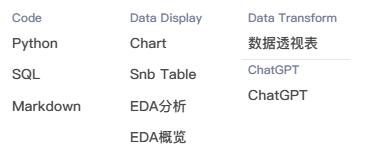 Code
Python
SQL
Markdown
Data Display
Chart
Snb Table
EDA分析
EDA概览
Data Transform
数据透视表
ChatGPT
ChatGPT